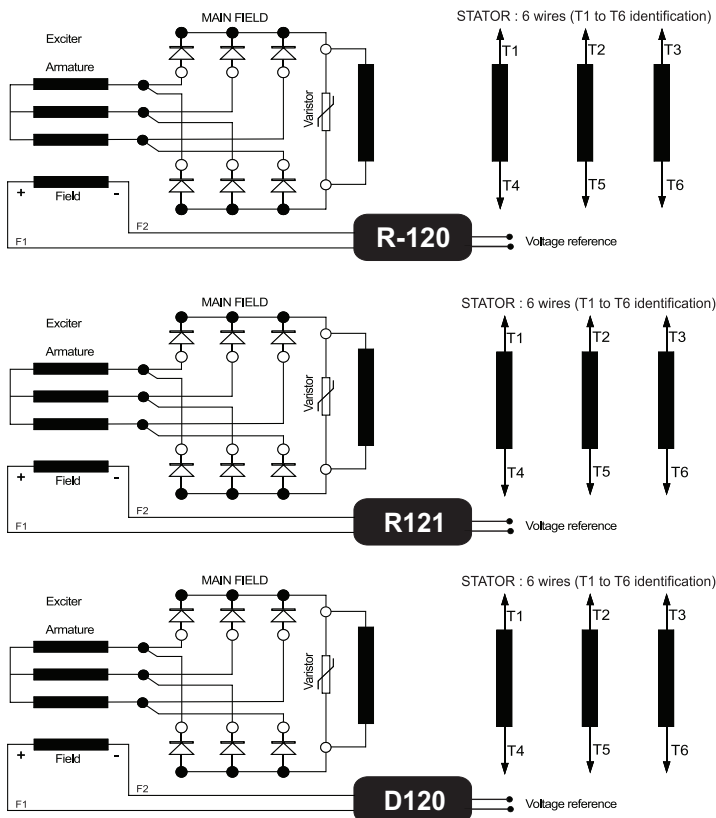 MAIN FIELD
STATOR : 6 wires (T1 to T6 identification)
Exciter
T1
T2
T3
Armature
Varistor
T4
T5
T6
+
Field
-
F2
F1
R-120
Voltage reference
MAIN FIELD
STATOR : 6 wires (T1 to T6 identification)
Exciter
T1
T2
T3
Armature
Varistor
T4
T5
T6
+
Field
-
F2
F1
R121
Voltage reference
MAIN FIELD
STATOR : 6 wires (T1 to T6 identification)
Exciter
T1
T2
T3
Armature
Varistor
T4
T5
T6
+
Field
-
F2
F1
D120
Voltage reference